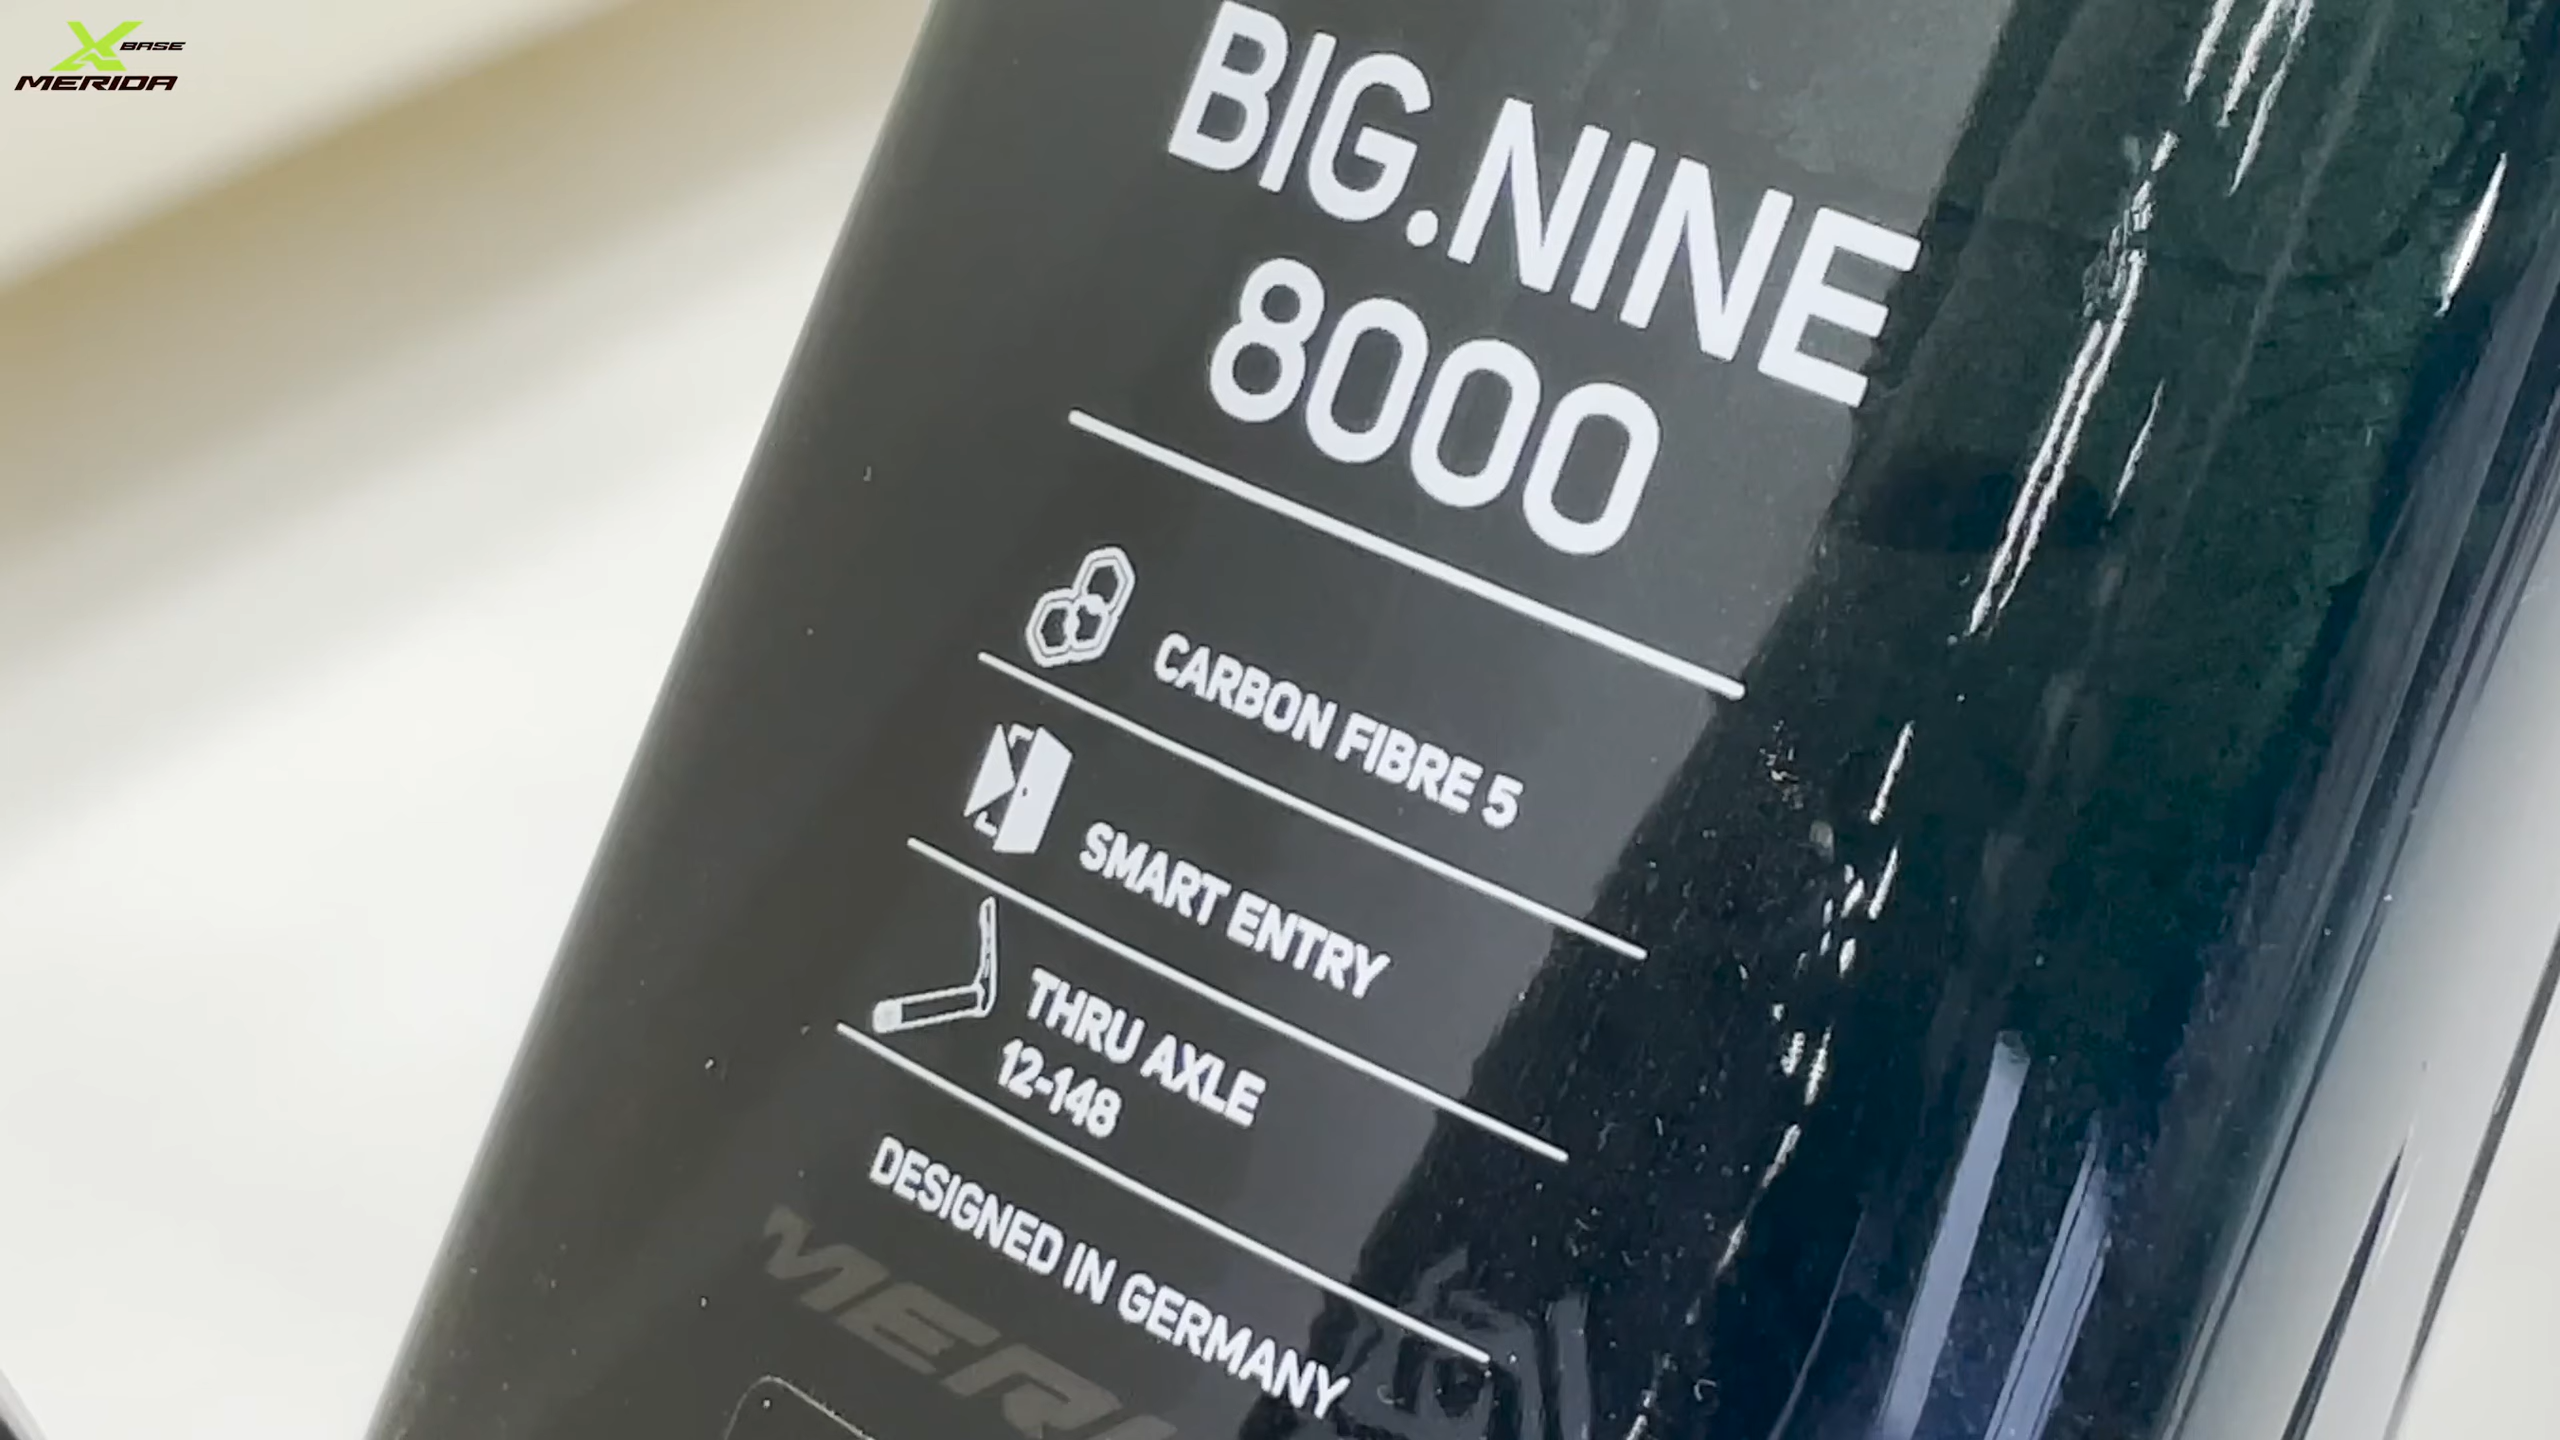 X BASE
MERIDA
BIG.NINE
8000
CARBON FIBRE 5
SMART ENTRY
THRU AXLE
12-148
DESIGNED IN GERMANY